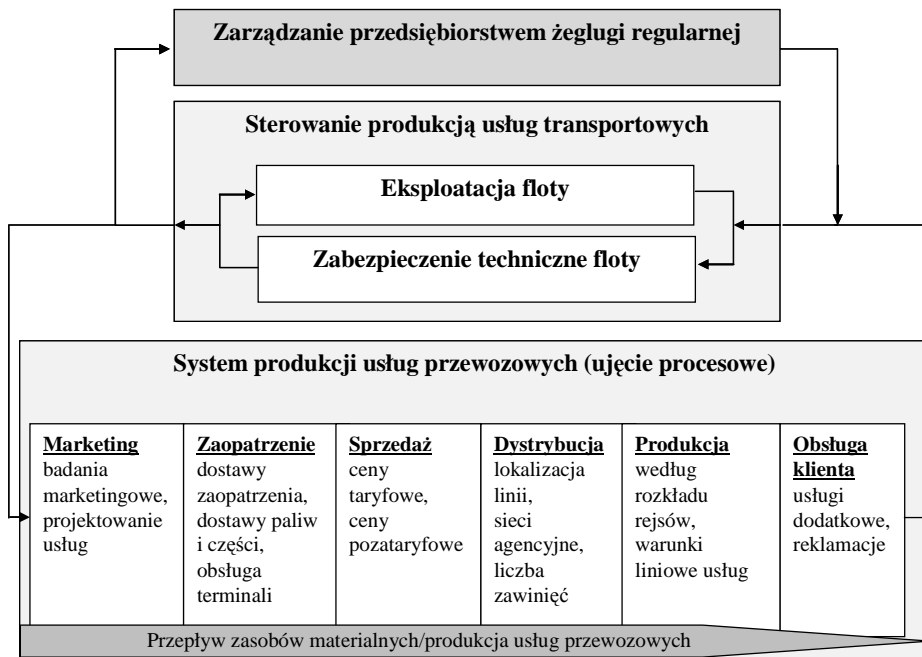 Zarządzanie przedsiębiorstwem żeglugi regularnej
Sterowanie produkcją usług transportowych
Eksploatacja floty
Zabezpieczenie techniczne floty
System produkcji usług przewozowych (ujęcie procesowe)
Marketing
badania
marketingowe,
projektowanie
usług
Zaopatrzenie
dostawy
zaopatrzenia,
dostawy paliw
i części,
obsługa
terminali
Sprzedaż
ceny
taryfowe,
ceny
pozataryfowe
Dystrybucja
lokalizacja
linii,
sieci
agencyjne,
liczba
zawinięć
Produkcja
według
rozkładu
rejsów,
warunki
liniowe usług
Obsługa
klienta
usługi
dodatkowe,
reklamacje
Przepływ zasobów materialnych/produkcja usług przewozowych